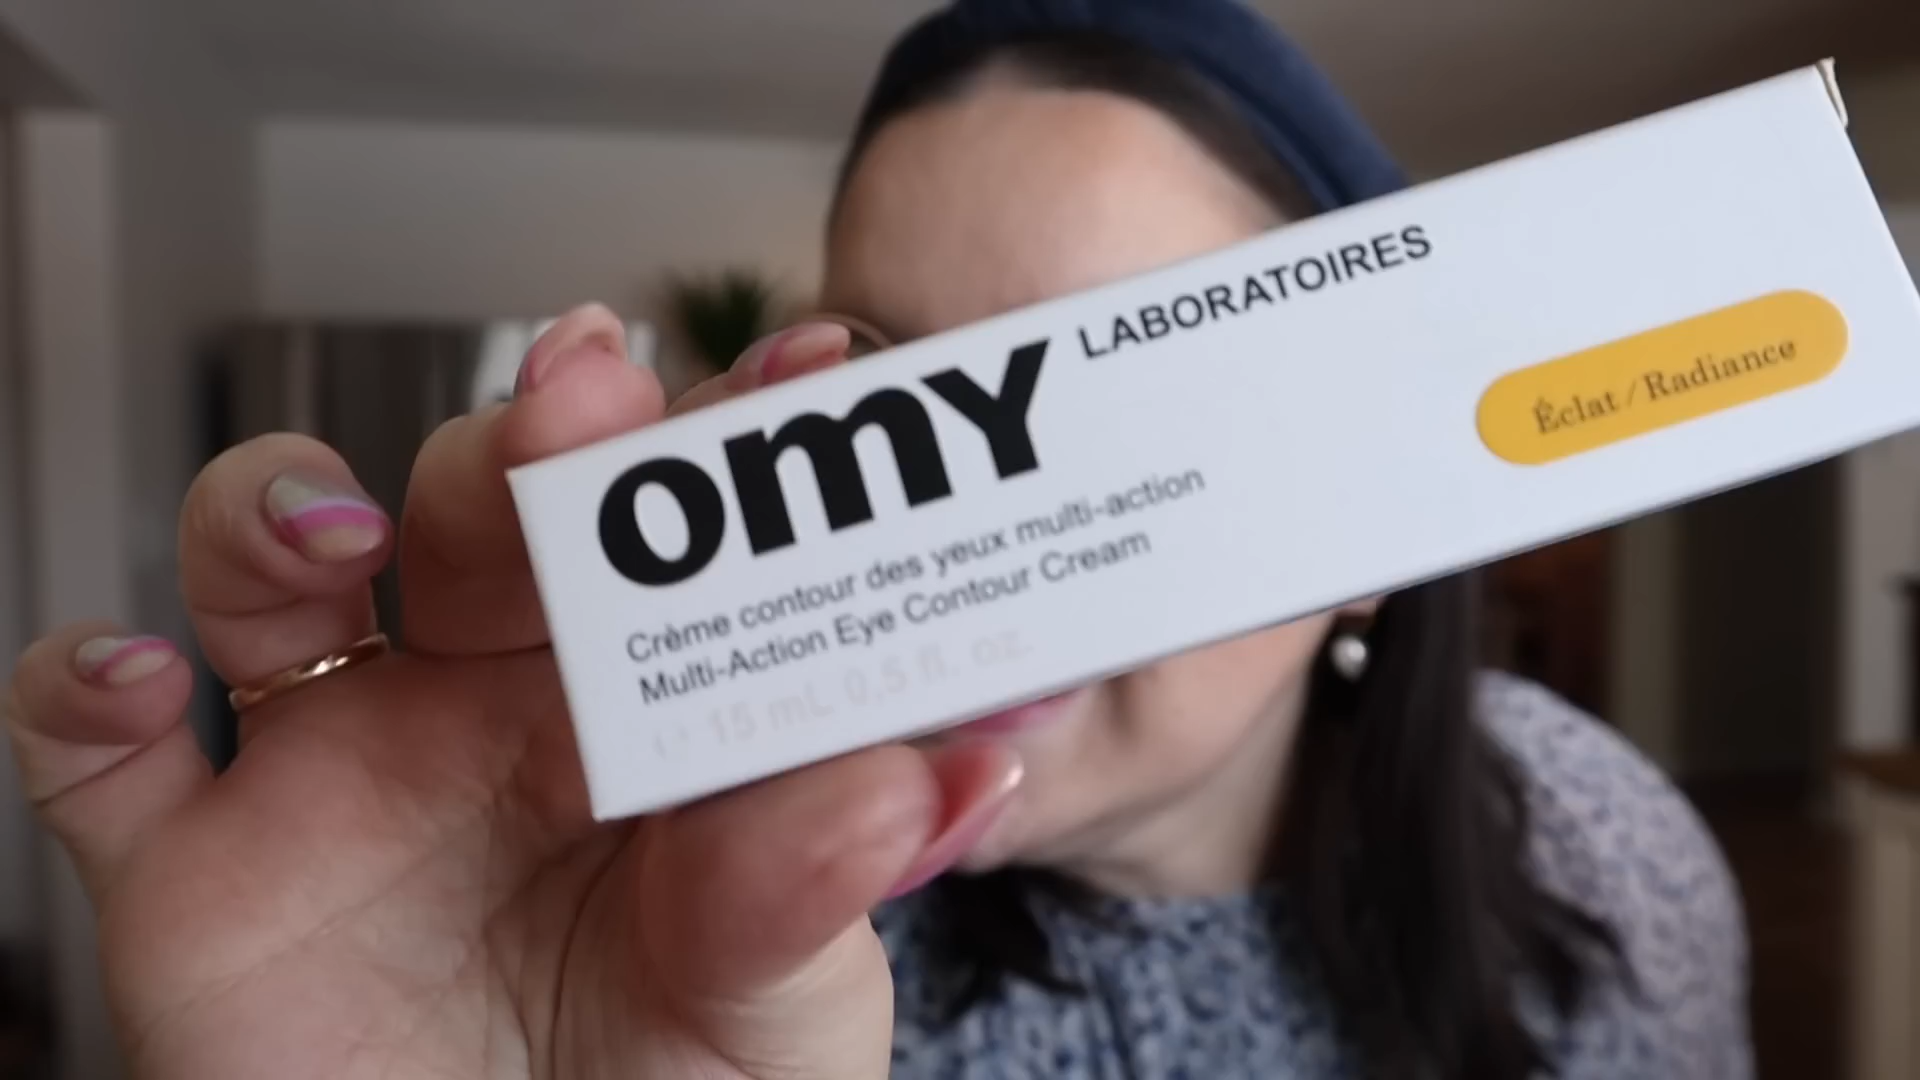 omy LABORATOIRES
Crème contour des yeux multi-action
Multi-Action Eye Contour Cream
15 mL 0,5 fl. oz.
Éclat / Radiance